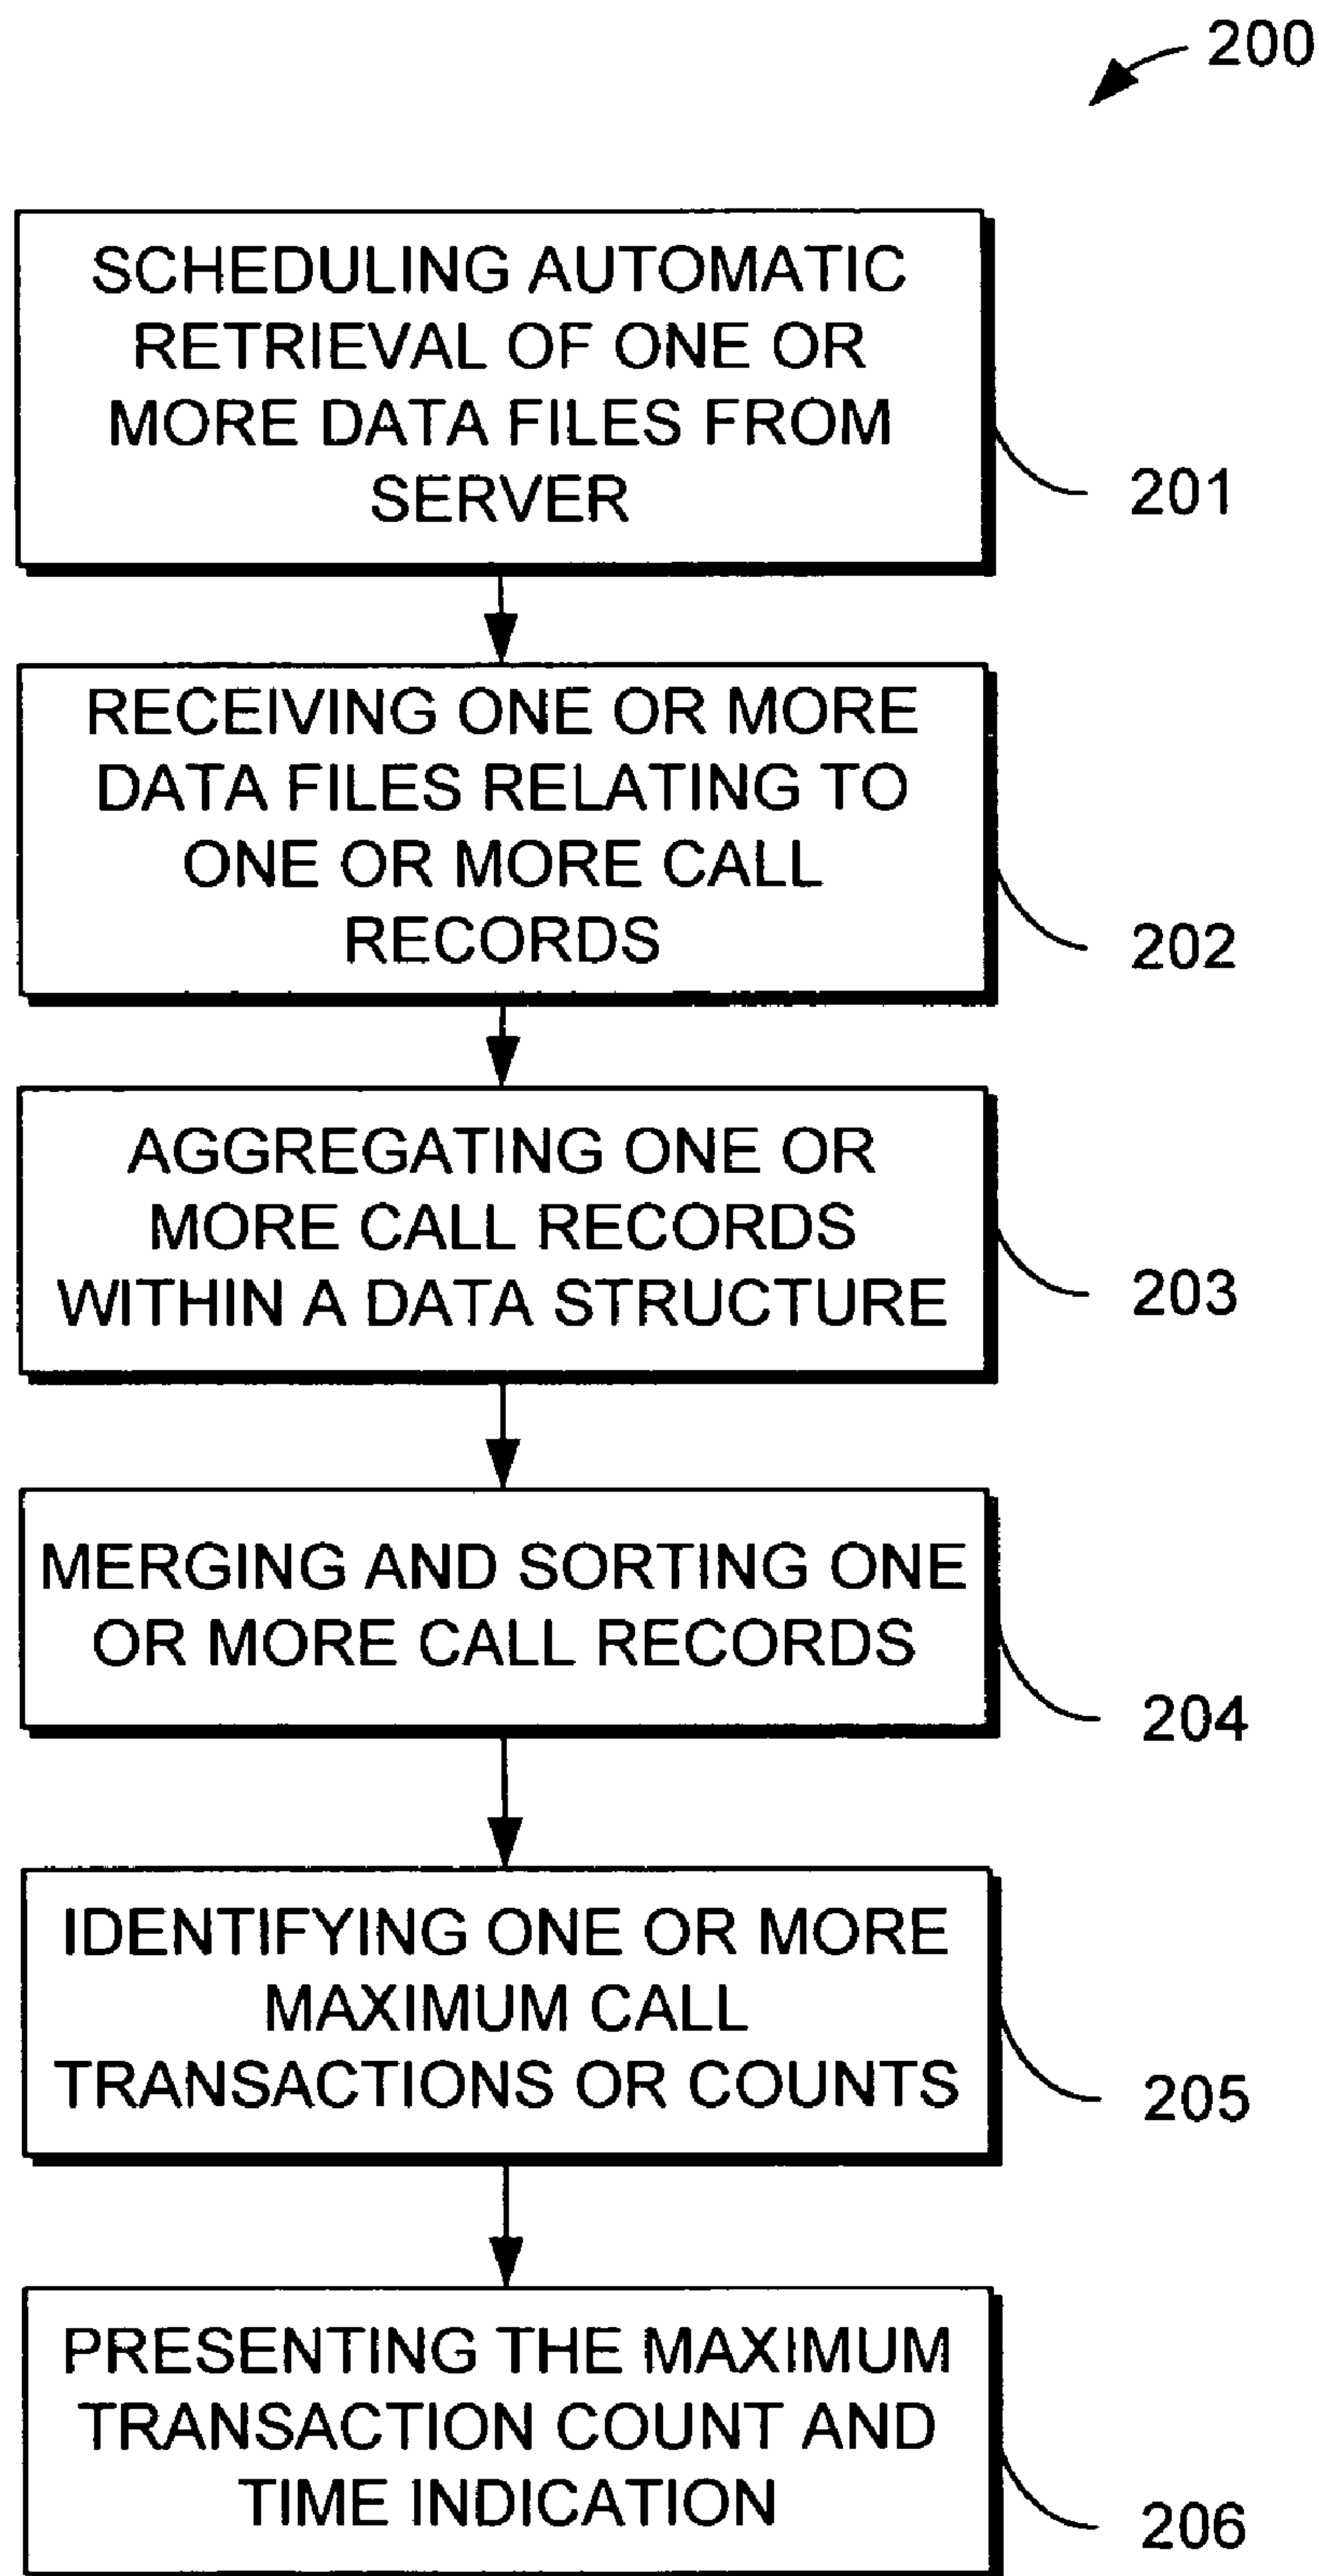 200
SCHEDULING AUTOMATIC
RETRIEVAL OF ONE OR
MORE DATA FILES FROM
SERVER
201
RECEIVING ONE OR MORE
DATA FILES RELATING TO
ONE OR MORE CALL
RECORDS
202
AGGREGATING ONE OR
MORE CALL RECORDS
WITHIN A DATA STRUCTURE
203
MERGING AND SORTING ONE
OR MORE CALL RECORDS
204
IDENTIFYING ONE OR MORE
MAXIMUM CALL
TRANSACTIONS OR COUNTS
205
PRESENTING THE MAXIMUM
TRANSACTION COUNT AND
TIME INDICATION
206